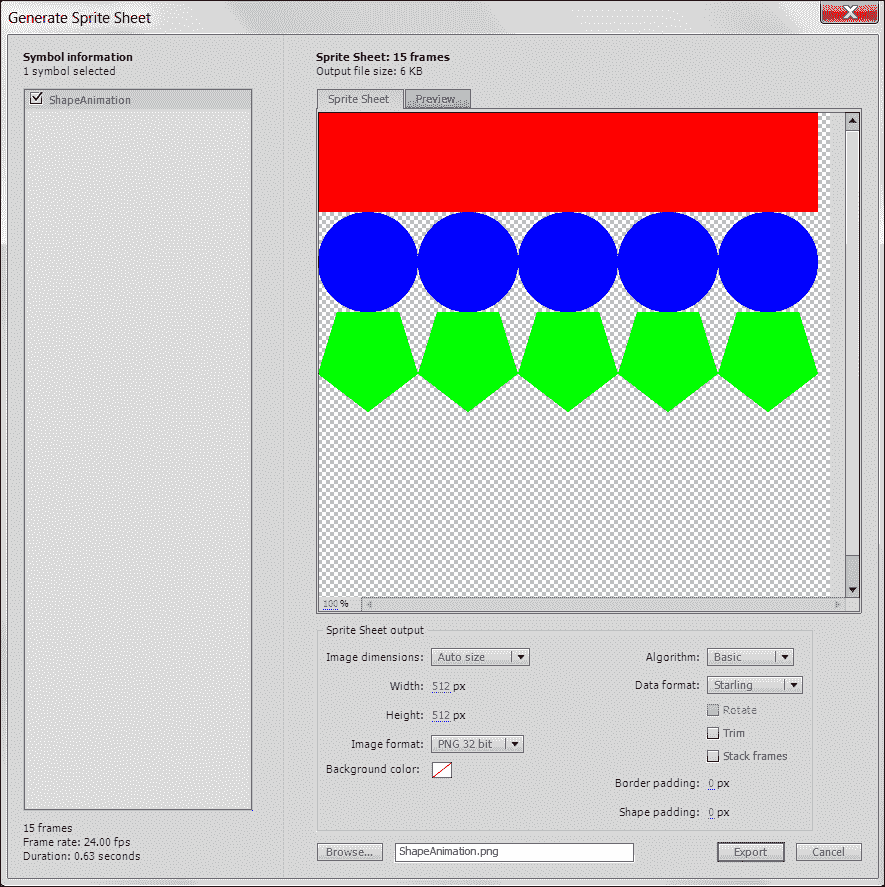 Generate Sprite Sheet
Symbol information
1 symbol selected
ShapeAnimation
15 frames
Frame rate: 24.00 fps
Duration: 0.63 seconds
Sprite Sheet: 15 frames
Output file size: 6 KB
Sprite Sheet
Preview
100 %
Sprite Sheet output
Image dimensions: Auto size
Width: 512 px
Height: 512 px
Image format: PNG 32 bit
Background color:
Algorithm: Basic
Data format: Starling
Rotate
Trim
Stack frames
Border padding: 0 px
Shape padding: 0 px
Browse... ShapeAnimation.png Export Cancel